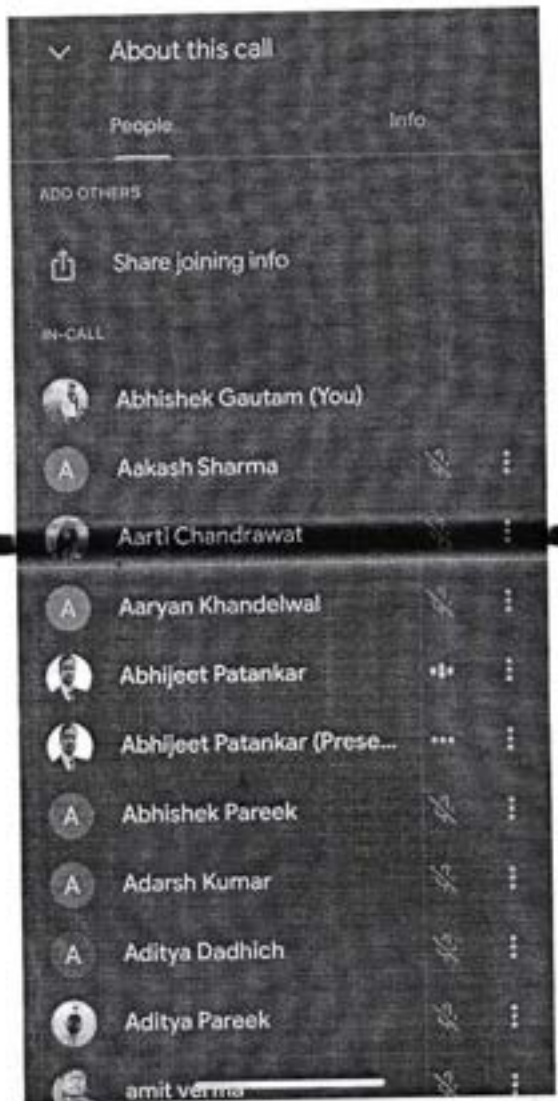 About this call
People Info
ADD OTHERS
Share joining info
IN-CALL
Abhishek Gautam (You)
A Aakash Sharma
Aarti Chandrawat
A Aaryan Khandelwal
Abhijeet Patankar
Abhijeet Patankar (Prese...
A Abhishek Pareek
A Adarsh Kumar
A Aditya Dadhich
Aditya Pareek
amit verma